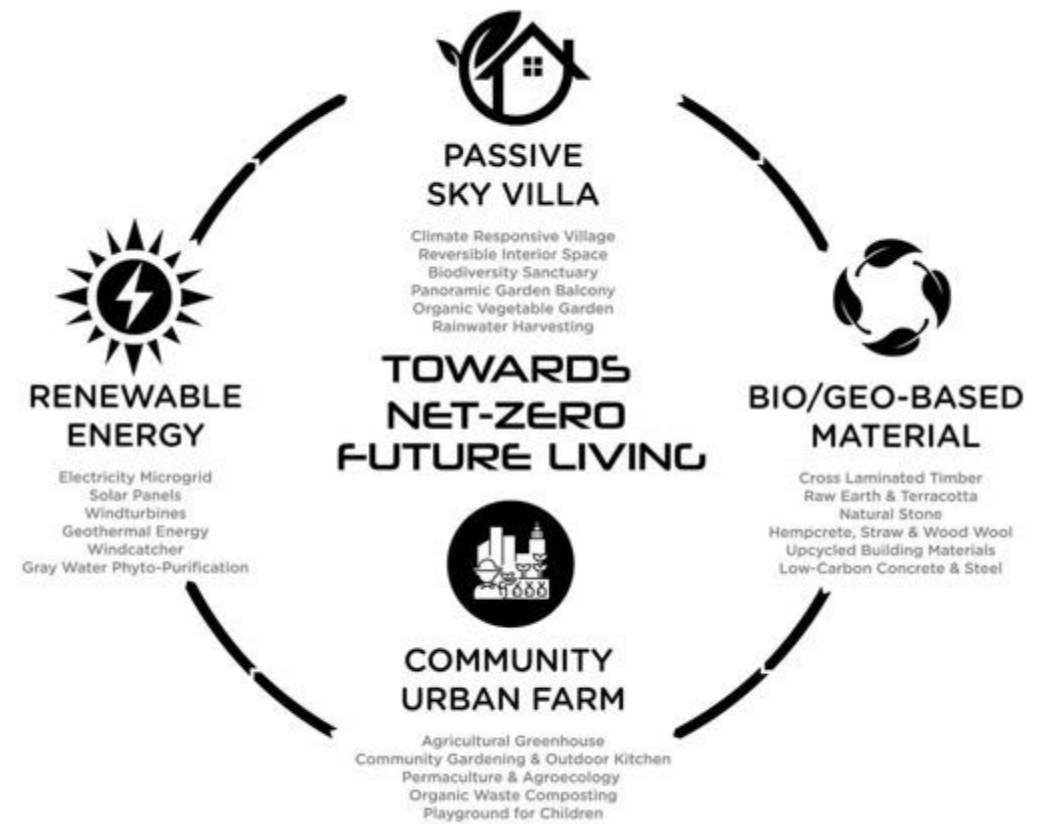 PASSIVE
SKY VILLA
Climate Responsive Village
Reversible Interior Space
Biodiversity Sanctuary
Panoramic Garden Balcony
Organic Vegetable Garden
Rainwater Harvesting
TOWARDS
NET-ZERO
FUTURE LIVING
RENEWABLE
ENERGY
Electricity Microgrid
Solar Panels
Windturbines
Geothermal Energy
Windcatcher
Gray Water Phyto-Purification
BIO/GEO-BASED
MATERIAL
Cross Laminated Timber
Raw Earth & Terracotta
Natural Stone
Hempcrete, Straw & Wood Wool
Upcycled Building Materials
Low-Carbon Concrete & Steel
COMMUNITY
URBAN FARM
Agricultural Greenhouse
Community Gardening & Outdoor Kitchen
Permaculture & Agroecology
Organic Waste Composting
Playground for Children